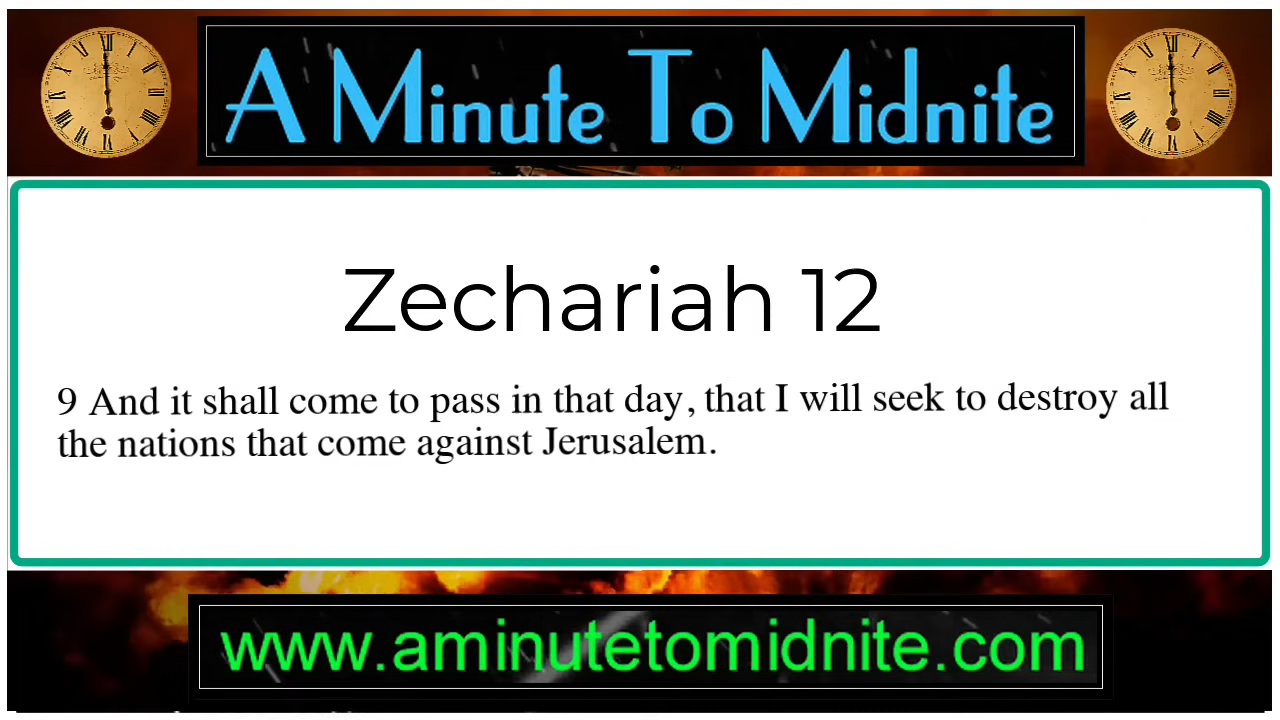 A Minute To Midnite
Zechariah 12
9 And it shall come to pass in that day, that I will seek to destroy all
the nations that come against Jerusalem.
www.aminutetomidnite.com